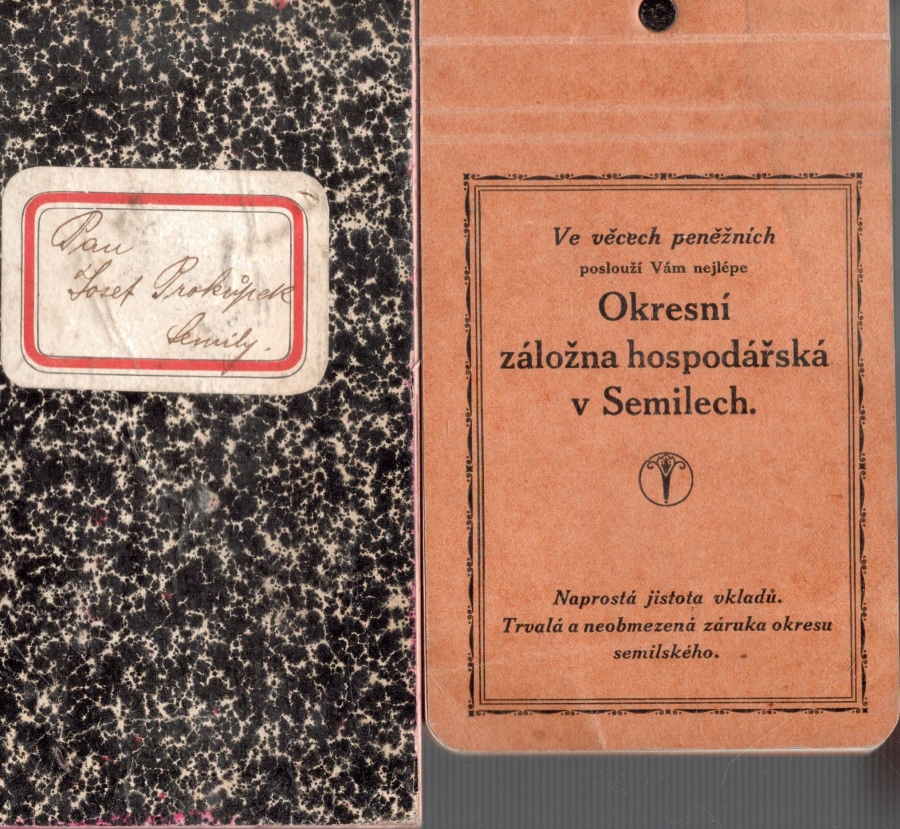 Pan
Josef Prokůpek
Semily.
Ve věcech peněžních
poslouží Vám nejlépe
Okresní
záložna hospodářská
v Semilech.
Naprostá jistota vkladů.
Trvalá a neobmezená záruka okresu
semilského.